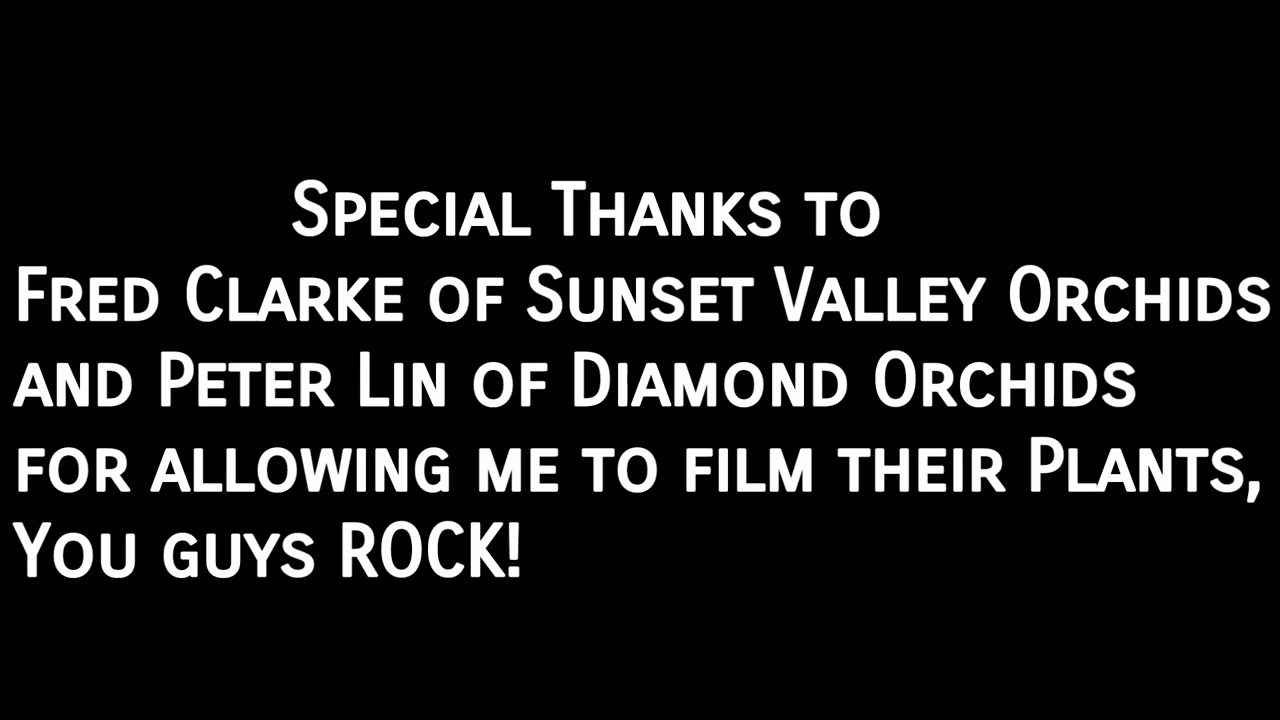 Special Thanks to
Fred Clarke of Sunset Valley Orchids
and Peter Lin of Diamond Orchids
for allowing me to film their Plants,
You guys ROCK!